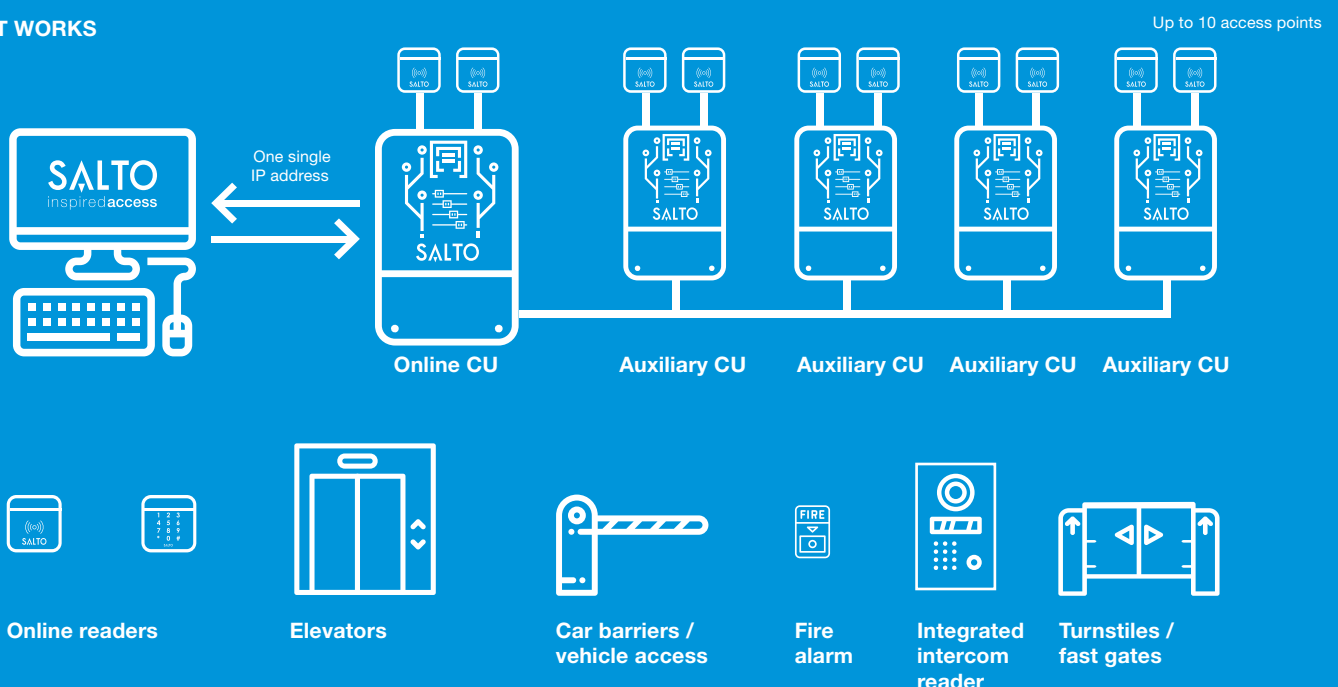 T WORKS
Up to 10 access points
SALTO
SALTO
SALTO
SALTO
SALTO
SALTO
SALTO
SALTO
SALTO
SALTO
SALTO
inspiredaccess
One single
IP address
SALTO
SALTO
SALTO
SALTO
SALTO
Online CU
Auxiliary CU
Auxiliary CU
Auxiliary CU
Auxiliary CU
SALTO
1 2 3
4 5 6
7 8 9
* 0 #
SALTO
FIRE
Online readers
Elevators
Car barriers /
vehicle access
Fire
alarm
Integrated
intercom
reader
Turnstiles /
fast gates